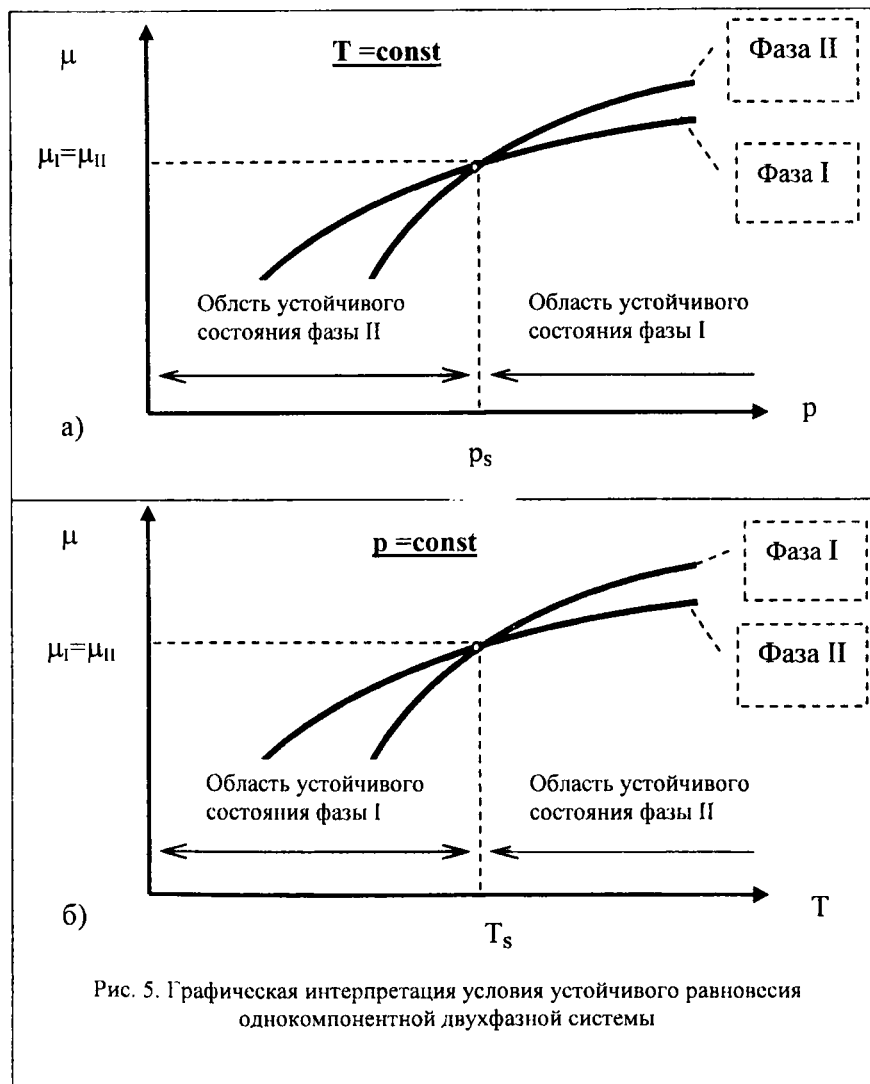 μ
T =const
Фаза II
μI=μII
Фаза I
Облсть устойчивого
состояния фазы II
Область устойчивого
состояния фазы I
p
а)
ps
μ
p =const
Фаза I
μI=μII
Фаза II
Область устойчивого
состояния фазы I
Область устойчивого
состояния фазы II
T
б)
Ts
Рис. 5. Графическая интерпретация условия устойчивого равновесия
однокомпонентной двухфазной системы